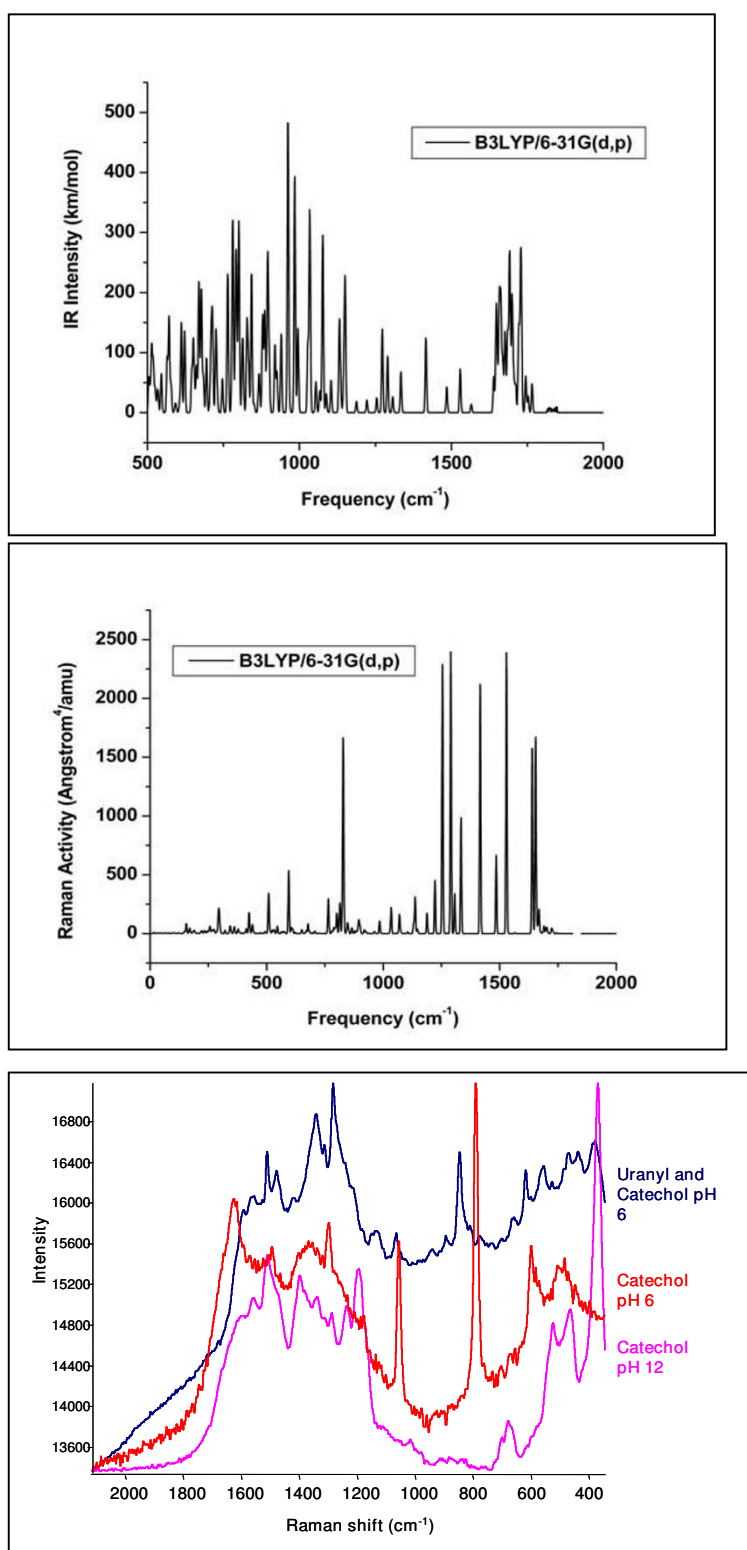 500
400
300
200
100
0
IR Intensity (km/mol)
B3LYP/6-31G(d,p)
500 1000 1500 2000
Frequency (cm-1)
2500
2000
1500
1000
500
0
Raman Activity (Angstrom4/amu)
B3LYP/6-31G(d,p)
0 500 1000 1500 2000
Frequency (cm-1)
16800
16400
16000
15600
15200
14800
14400
14000
13600
Intensity
Uranyl and
Catechol pH
6
Catechol
pH 6
Catechol
pH 12
2000 1800 1600 1400 1200 1000 800 600 400
Raman shift (cm-1)